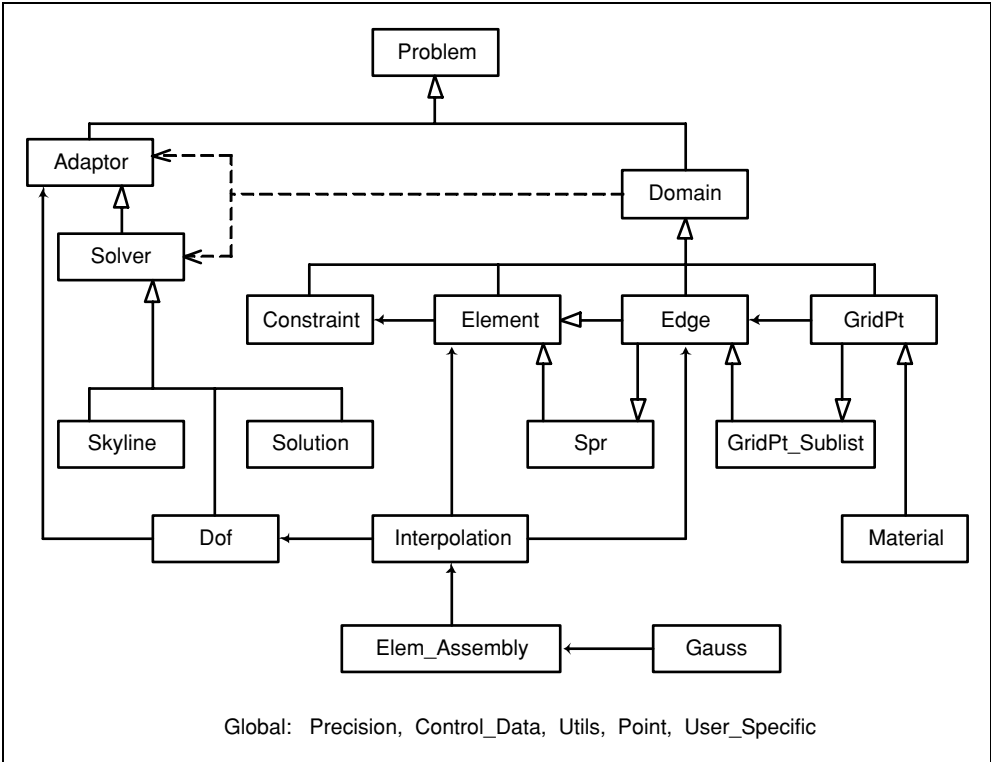 Problem
Adaptor
Domain
Solver
Constraint
Element
Edge
GridPt
Skyline
Solution
Spr
GridPt_Sublist
Dof
Interpolation
Material
Elem_Assembly
Gauss
Global: Precision, Control_Data, Utils, Point, User_Specific